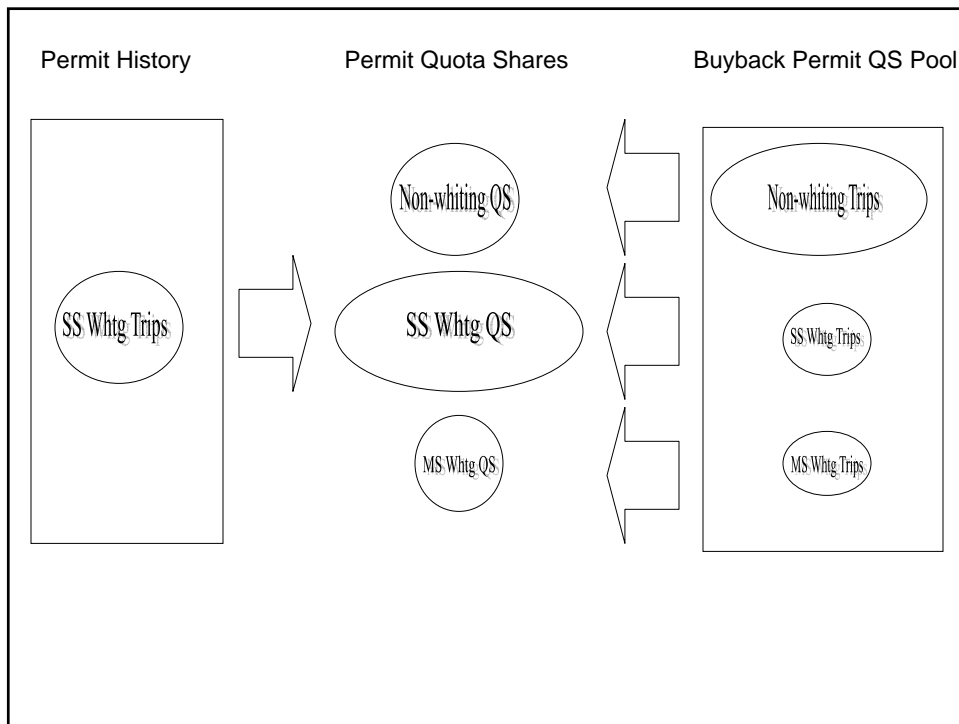 Permit History
Permit Quota Shares
Buyback Permit QS Pool
Non-whiting QS
Non-whiting Trips
SS Whtg Trips
SS Whtg QS
SS Whtg Trips
MS Whtg QS
MS Whtg Trips